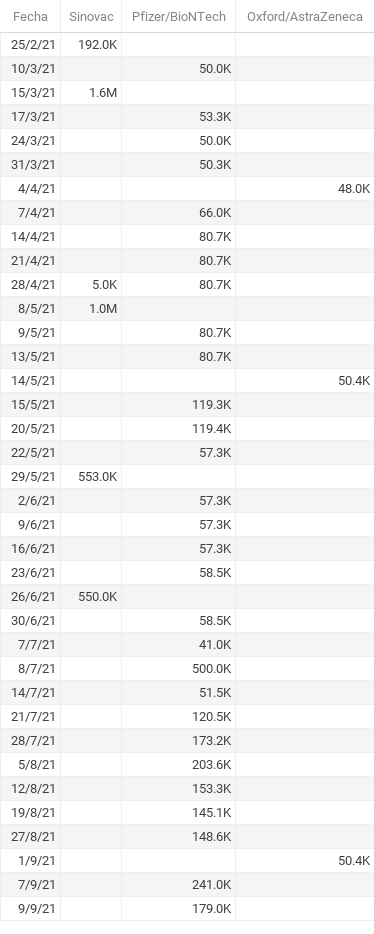 Fecha Sinovac Pfizer/BioNTech Oxford/AstraZeneca
25/2/21 192.0K
10/3/21 50.0K
15/3/21 1.6M
17/3/21 53.3K
24/3/21 50.0K
31/3/21 50.3K
4/4/21 48.0K
7/4/21 66.0K
14/4/21 80.7K
21/4/21 80.7K
28/4/21 5.0K 80.7K
8/5/21 1.0M
9/5/21 80.7K
13/5/21 80.7K
14/5/21 50.4K
15/5/21 119.3K
20/5/21 119.4K
22/5/21 57.3K
29/5/21 553.0K
2/6/21 57.3K
9/6/21 57.3K
16/6/21 57.3K
23/6/21 58.5K
26/6/21 550.0K
30/6/21 58.5K
7/7/21 41.0K
8/7/21 500.0K
14/7/21 51.5K
21/7/21 120.5K
28/7/21 173.2K
5/8/21 203.6K
12/8/21 153.3K
19/8/21 145.1K
27/8/21 148.6K
1/9/21 50.4K
7/9/21 241.0K
9/9/21 179.0K